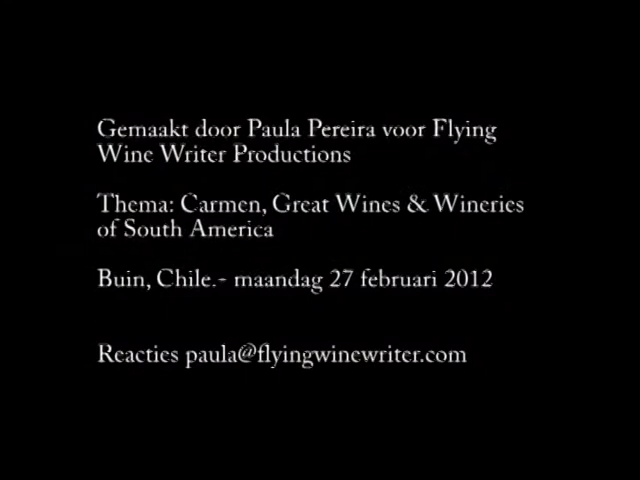 Gemaakt door Paula Pereira voor Flying
Wine Writer Productions
Thema: Carmen, Great Wines & Wineries
of South America
Buin, Chile.- maandag 27 februari 2012
Reacties paula@flyingwinewriter.com